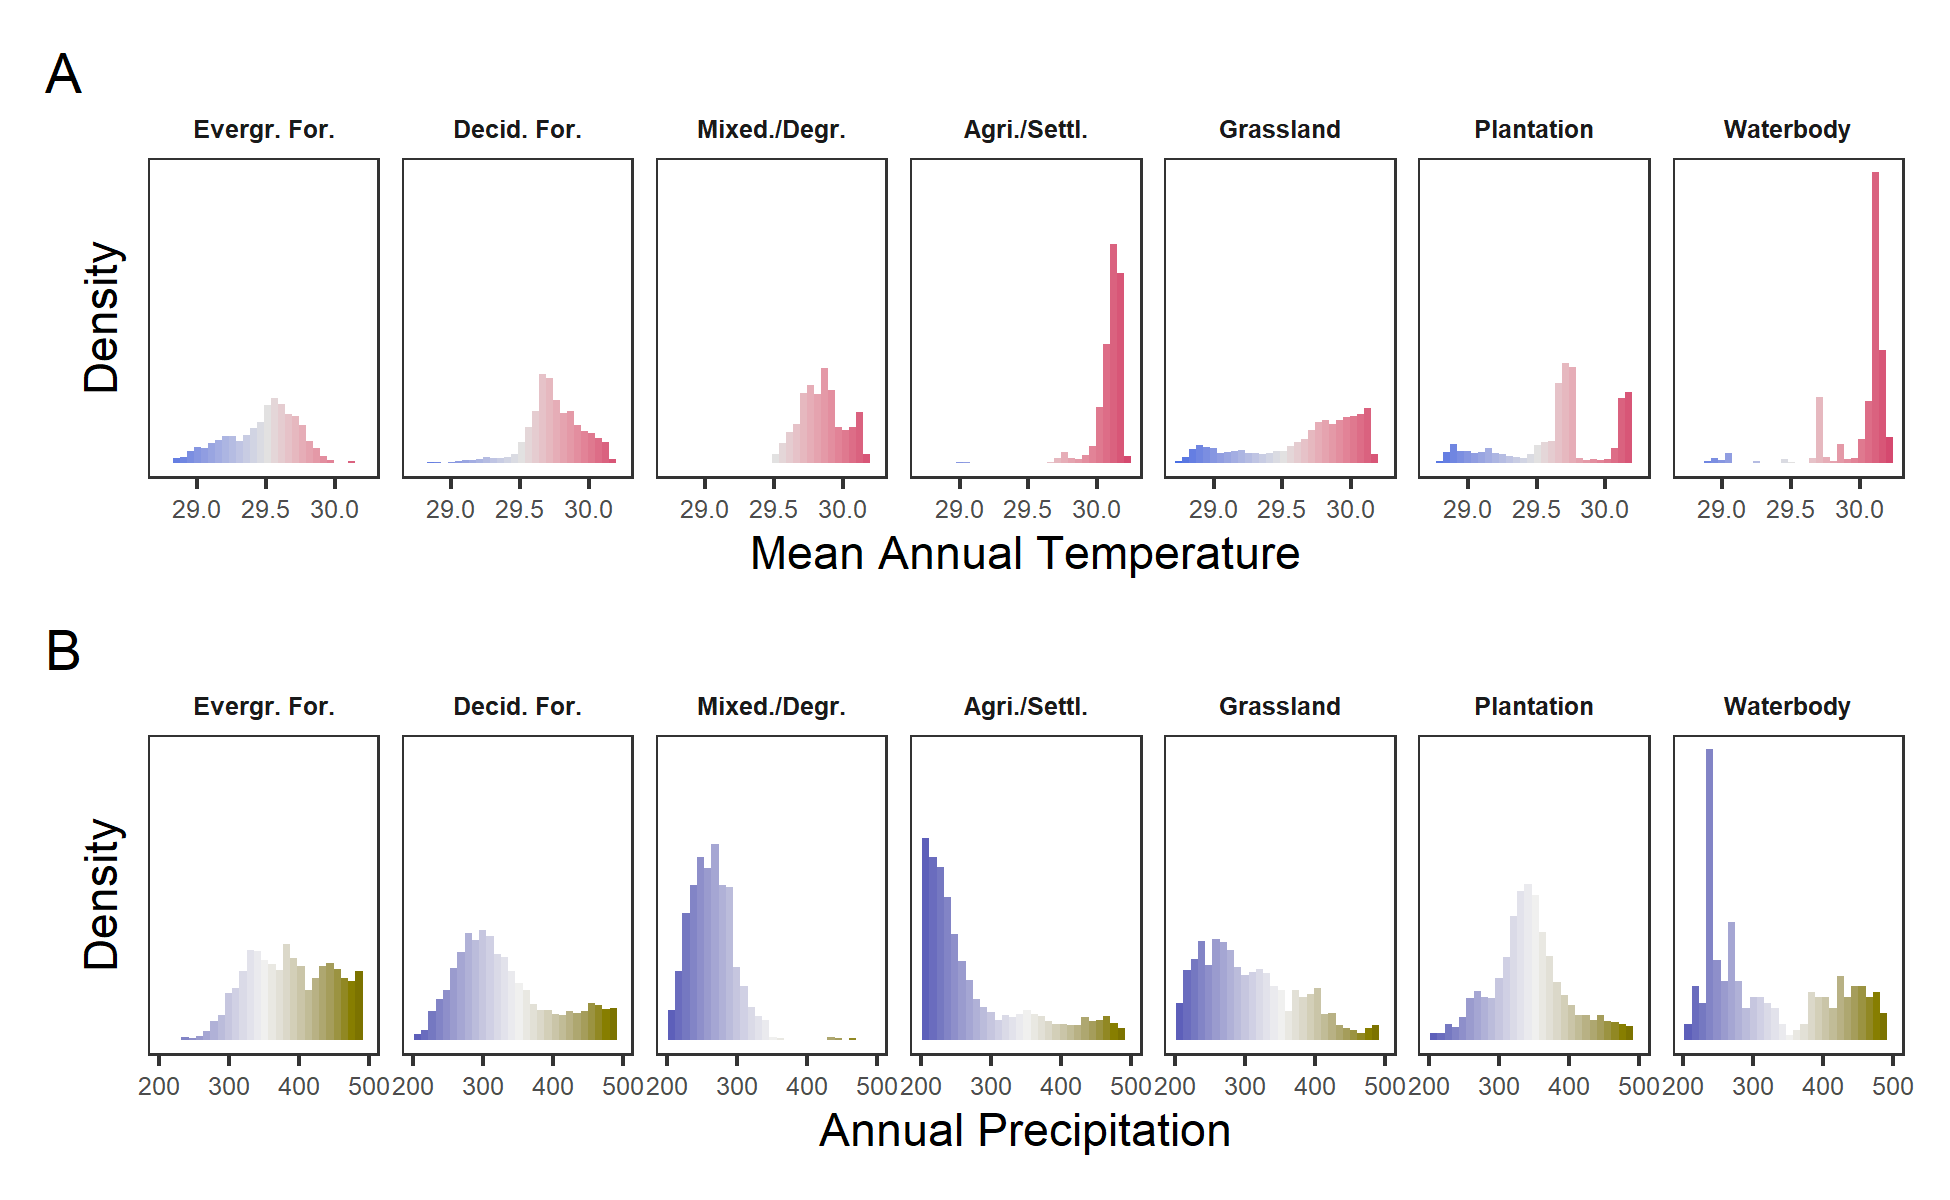 A
Evergr. For. Decid. For. Mixed./Degr. Agri./Settl. Grassland Plantation Waterbody
Density
29.0 29.5 30.0 29.0 29.5 30.0 29.0 29.5 30.0 29.0 29.5 30.0 29.0 29.5 30.0 29.0 29.5 30.0 29.0 29.5 30.0
Mean Annual Temperature
B
Evergr. For. Decid. For. Mixed./Degr. Agri./Settl. Grassland Plantation Waterbody
Density
200 300 400 500 200 300 400 500 200 300 400 500 200 300 400 500 200 300 400 500 200 300 400 500 200 300 400 500
Annual Precipitation